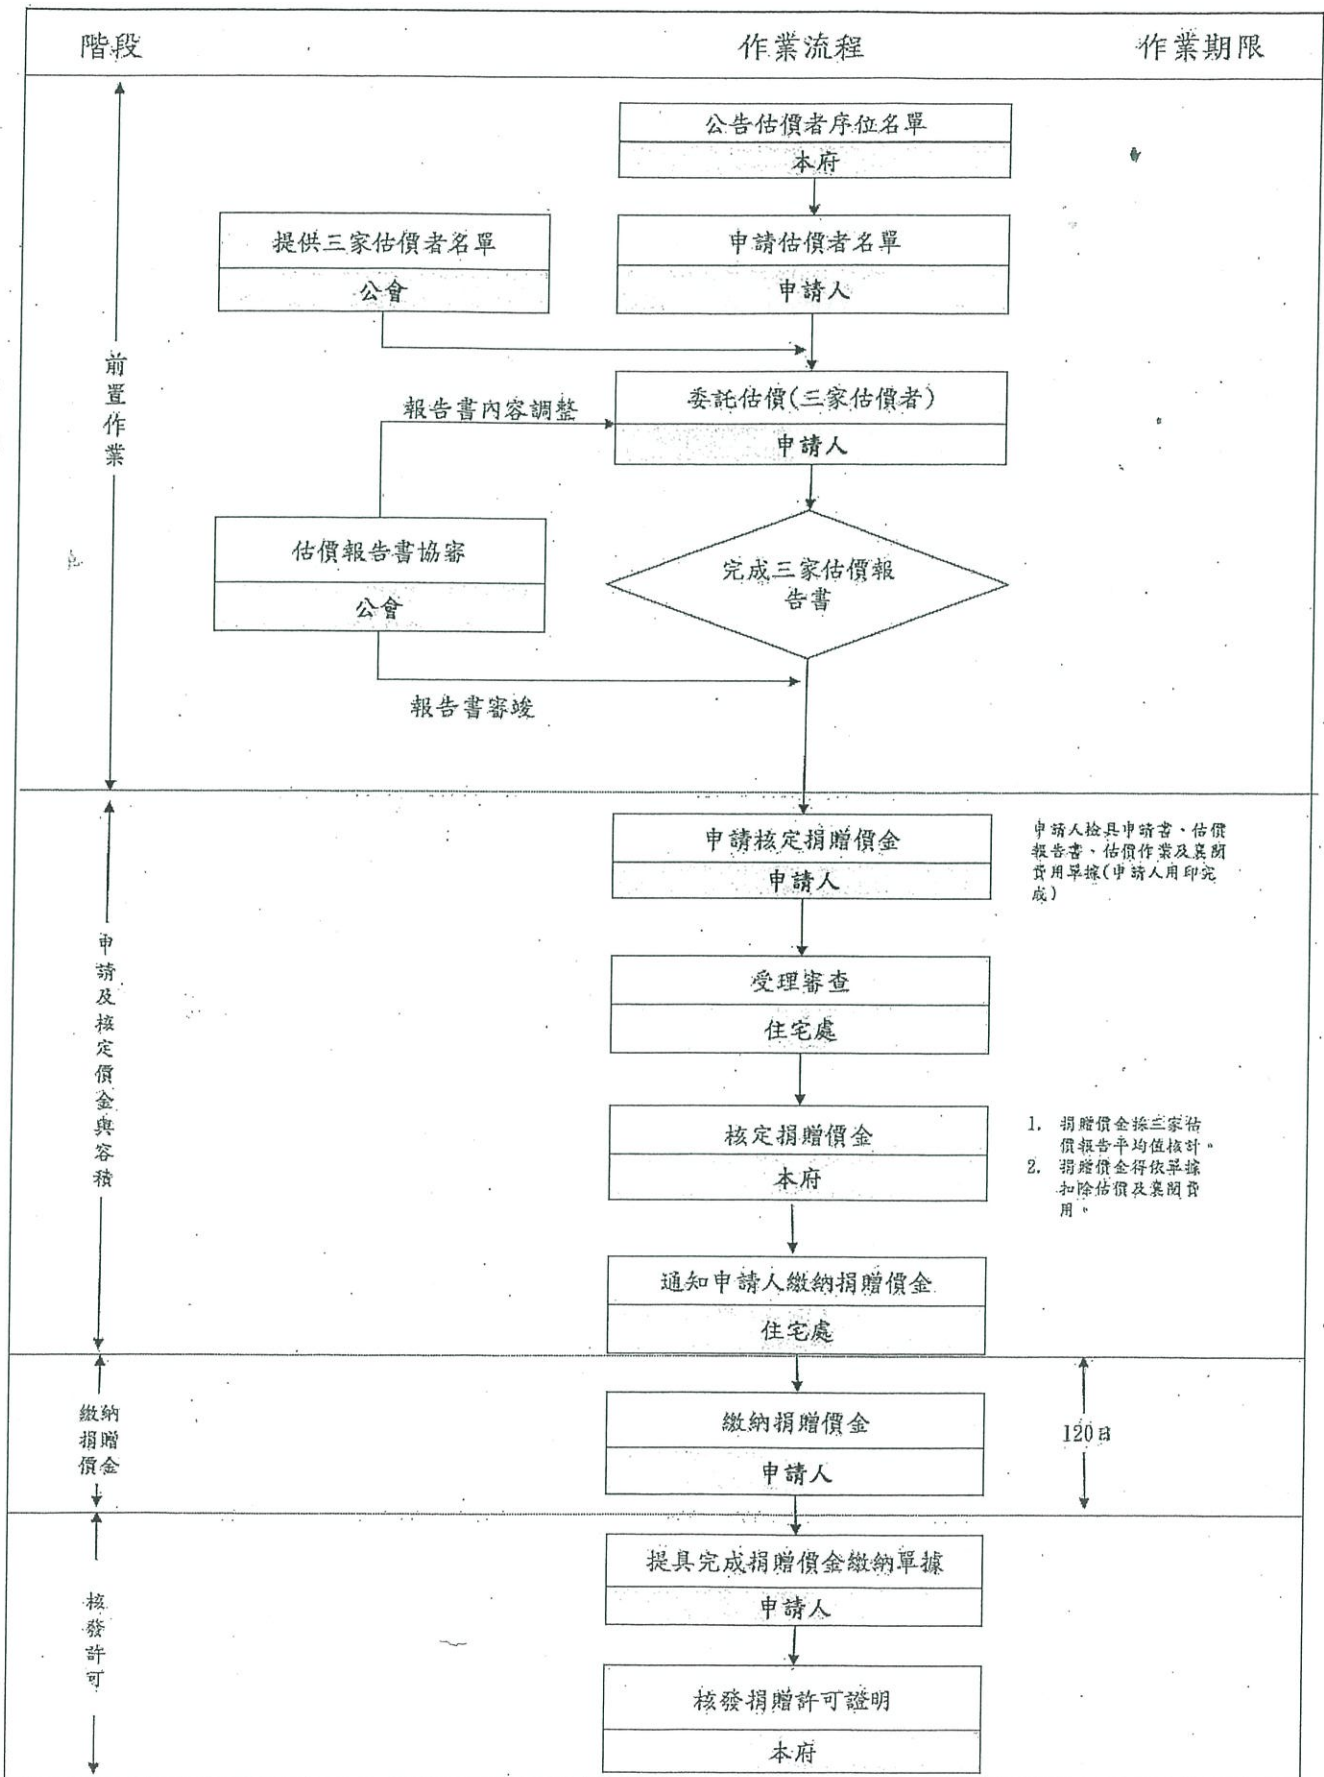 階段
作業流程
作業期限
公告估價者序位名單
本府
提供三家估價者名單
公會
申請估價者名單
申請人
前置作業
報告書內容調整
委託估價(三家估價者)
申請人
估價報告書協審
公會
完成三家估價報
告書
報告書審竣
申請及核定價金與容積
申請核定捐贈價金
申請人
申請人檢具申請書、估價
報告書、估價作業及襄閱
費用單據(申請人用印完
成)
受理審查
住宅處
核定捐贈價金
本府
1. 捐贈價金採三家估
價報告平均值核計。
2. 捐贈價金得依單據
扣除估價及襄閱費
用。
通知申請人繳納捐贈價金
住宅處
繳納
捐贈
價金
繳納捐贈價金
申請人
120日
核發許可
提具完成捐贈價金繳納單據
申請人
核發捐贈許可證明
本府